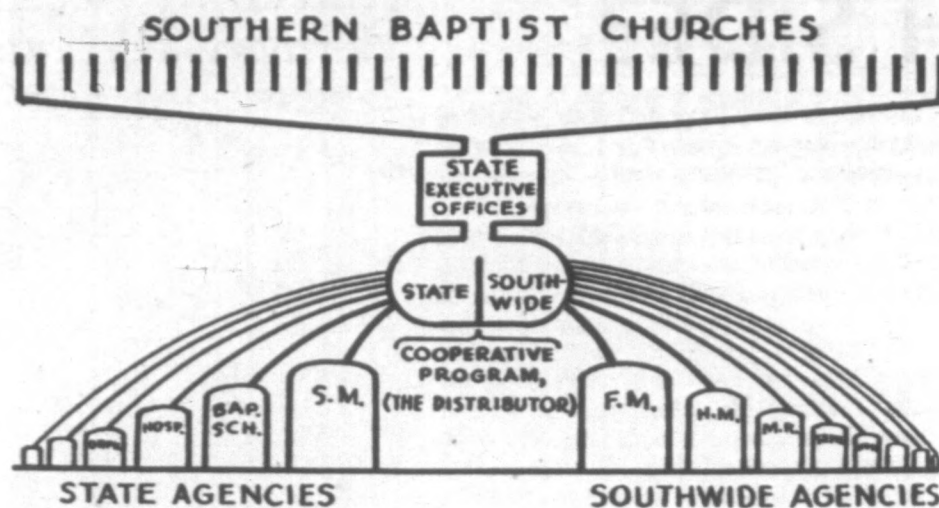 SOUTHERN BAPTIST CHURCHES
STATE
EXECUTIVE
OFFICES
STATE
SOUTH-
WIDE
COOPERATIVE
PROGRAM,
(THE DISTRIBUTOR)
HOSP.
BAP.
SCH.
S.M.
F.M.
H.M.
M.R.
STATE AGENCIES
SOUTHWIDE AGENCIES